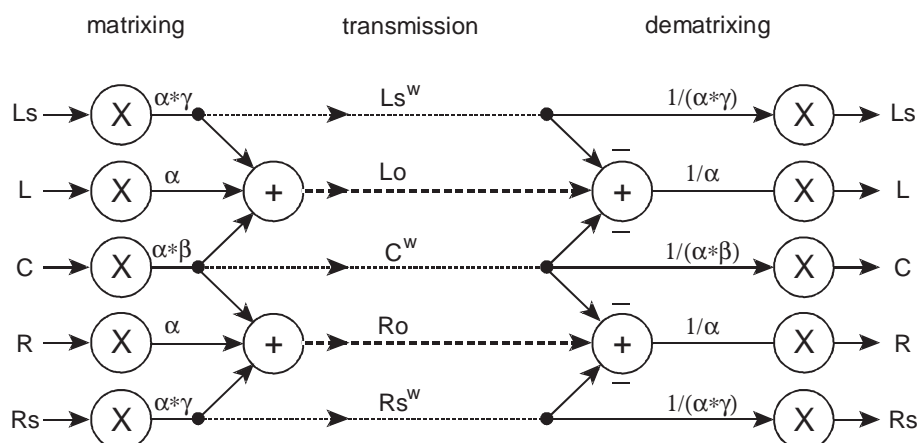 matrixing transmission dematrixing
Ls X α*γ Ls^w 1/(α*γ) X Ls
−
L X α + Lo + 1/α X L
−
C X α*β C^w 1/(α*β) X C
−
R X α + Ro + 1/α X R
−
Rs X α*γ Rs^w 1/(α*γ) X Rs